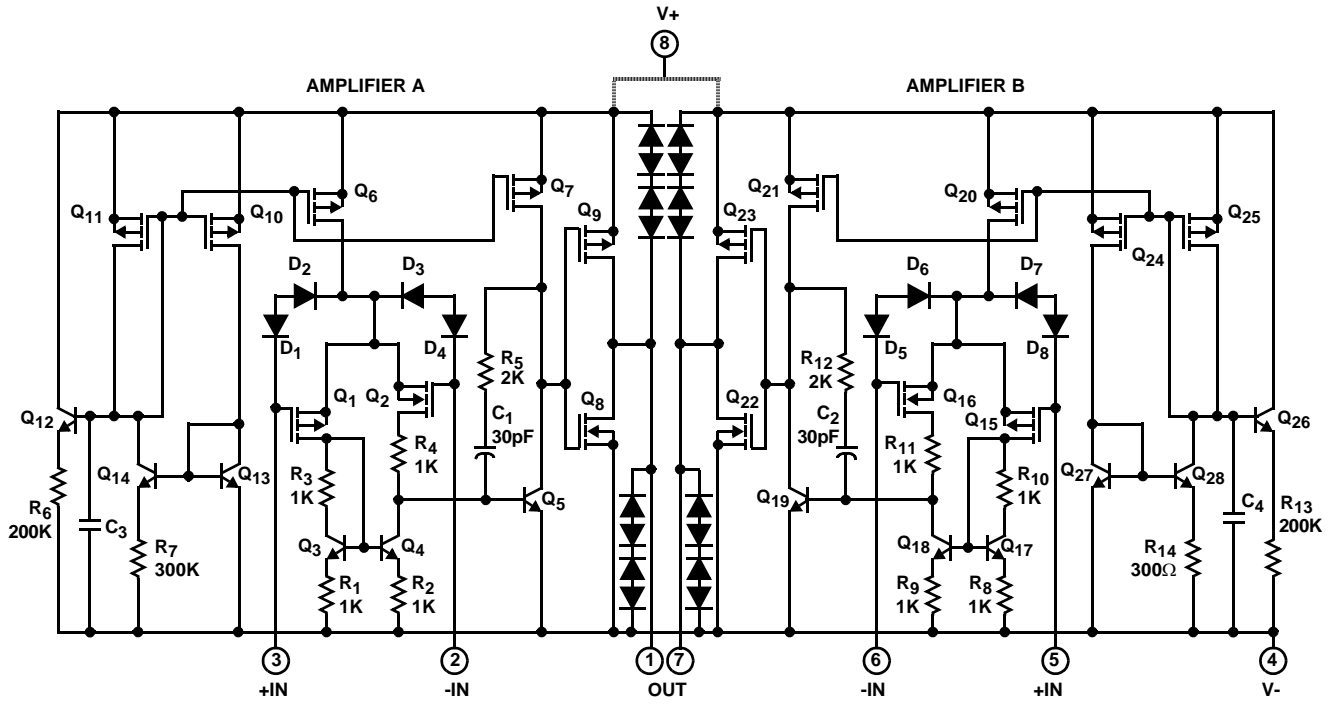 V+
8
AMPLIFIER A
AMPLIFIER B
Q11
Q10
Q6
Q7
Q9
Q23
Q21
Q20
Q24
Q25
D2
D3
D6
D7
D1
D4
D5
D8
R5
2K
R12
2K
Q12
Q1
Q2
C1
30pF
Q8
Q22
C2
30pF
Q16
Q15
Q26
R4
1K
R11
1K
Q14
Q13
R3
1K
Q5
Q19
R10
1K
Q27
Q28
R6
200K
C3
R7
300K
Q3
Q4
Q18
Q17
C4
R13
200K
R14
300Ω
R1
1K
R2
1K
R9
1K
R8
1K
3
2
1
7
6
5
4
+IN
-IN
OUT
-IN
+IN
V-